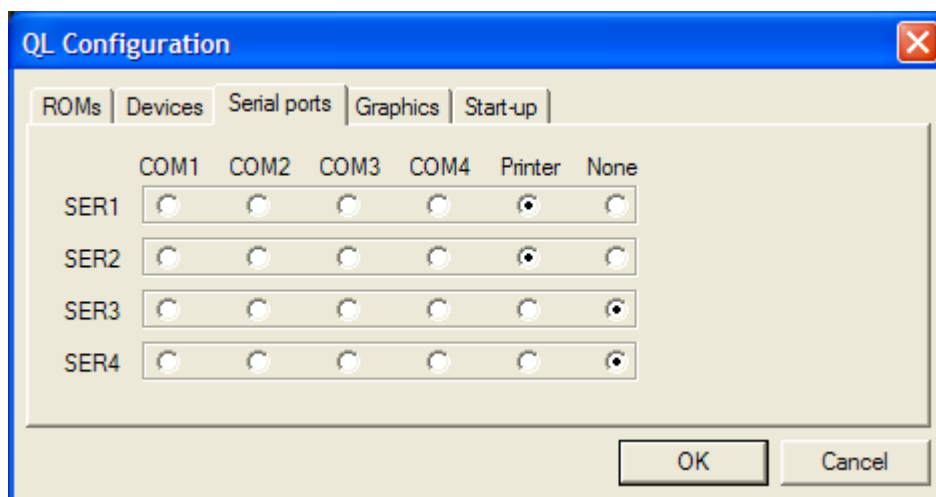 QL Configuration
ROMs Devices Serial ports Graphics Start-up
COM1 COM2 COM3 COM4 Printer None
SER1
SER2
SER3
SER4
OK Cancel